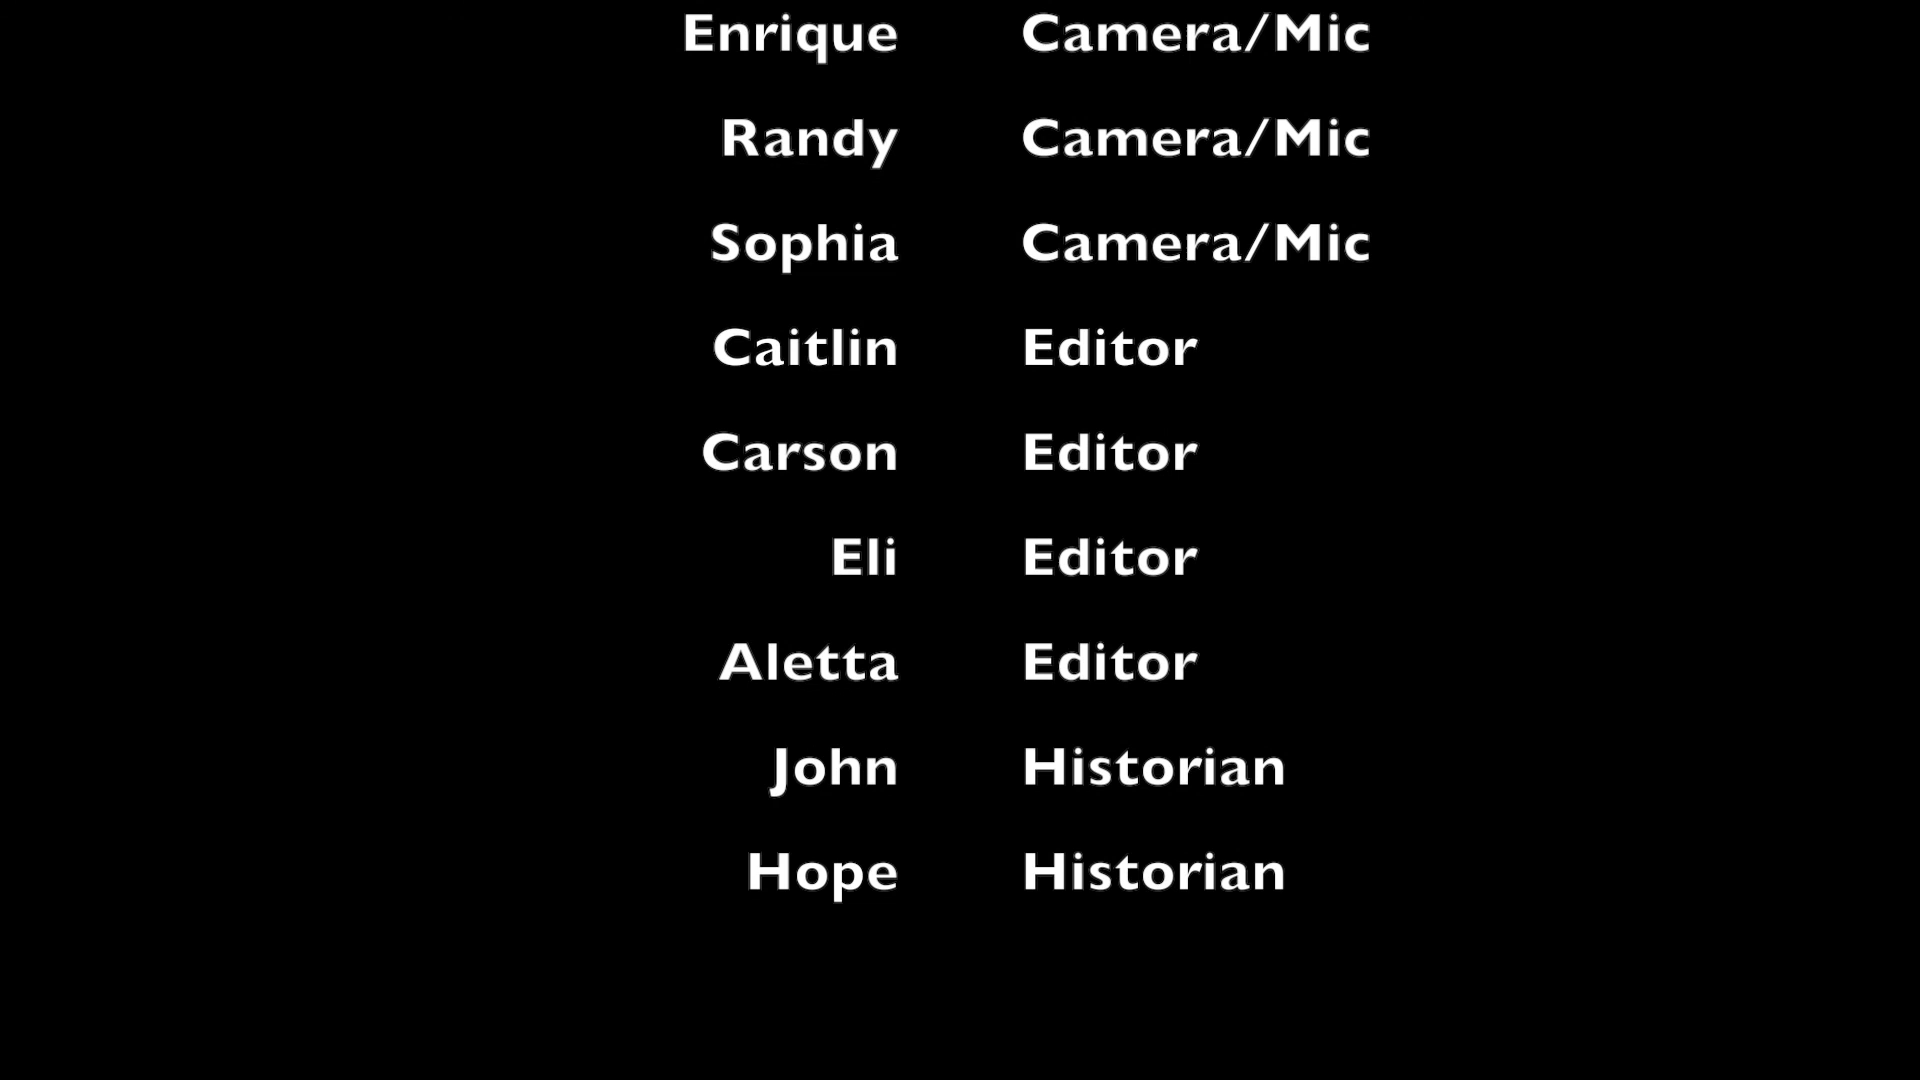 Enrique Camera/Mic
Randy Camera/Mic
Sophia Camera/Mic
Caitlin Editor
Carson Editor
Eli Editor
Aletta Editor
John Historian
Hope Historian